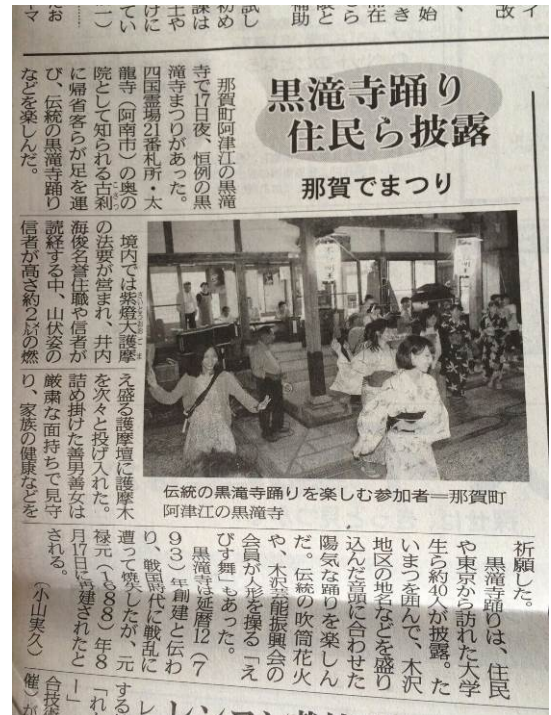 黒滝寺踊り
住民ら披露
那賀でまつり
那賀町阿津江の黒滝
寺で17日夜、恒例の黒
滝寺まつりがあった。
四国霊場21番札所・太
龍寺(阿南市)の奥の
院として知られる古刹
こさつ
に帰省客らが足を運
び、伝統の黒滝寺踊り
などを楽しんだ。
境内では紫燈大護摩
さいとうおおごま
の法要が営まれ、井内
海俊名誉住職や信者が
読経する中、山伏姿の
信者が高さ約2㍍の燃
え盛る護摩壇に護摩木
を次々と投げ入れた。
詰め掛けた善男善女は
厳粛な面持ちで見守
り、家族の健康などを
伝統の黒滝寺踊りを楽しむ参加者=那賀町
阿津江の黒滝寺
祈願した。
黒滝寺踊りは、住民
や東京から訪れた大学
生ら約40人が披露。た
いまつを囲んで、木沢
地区の地名などを盛り
込んだ音頭に合わせた
陽気な踊りを楽しん
だ。伝統の吹筒花火
や、木沢芸能振興会の
会員が人形を操る「え
びす舞」もあった。
黒滝寺は延暦12(7
93)年創建と伝わ
り、戦国時代に戦乱に
遭って焼失したが、元
禄元(1688)年8
月17日に再建されたと
される。
(小山実久)